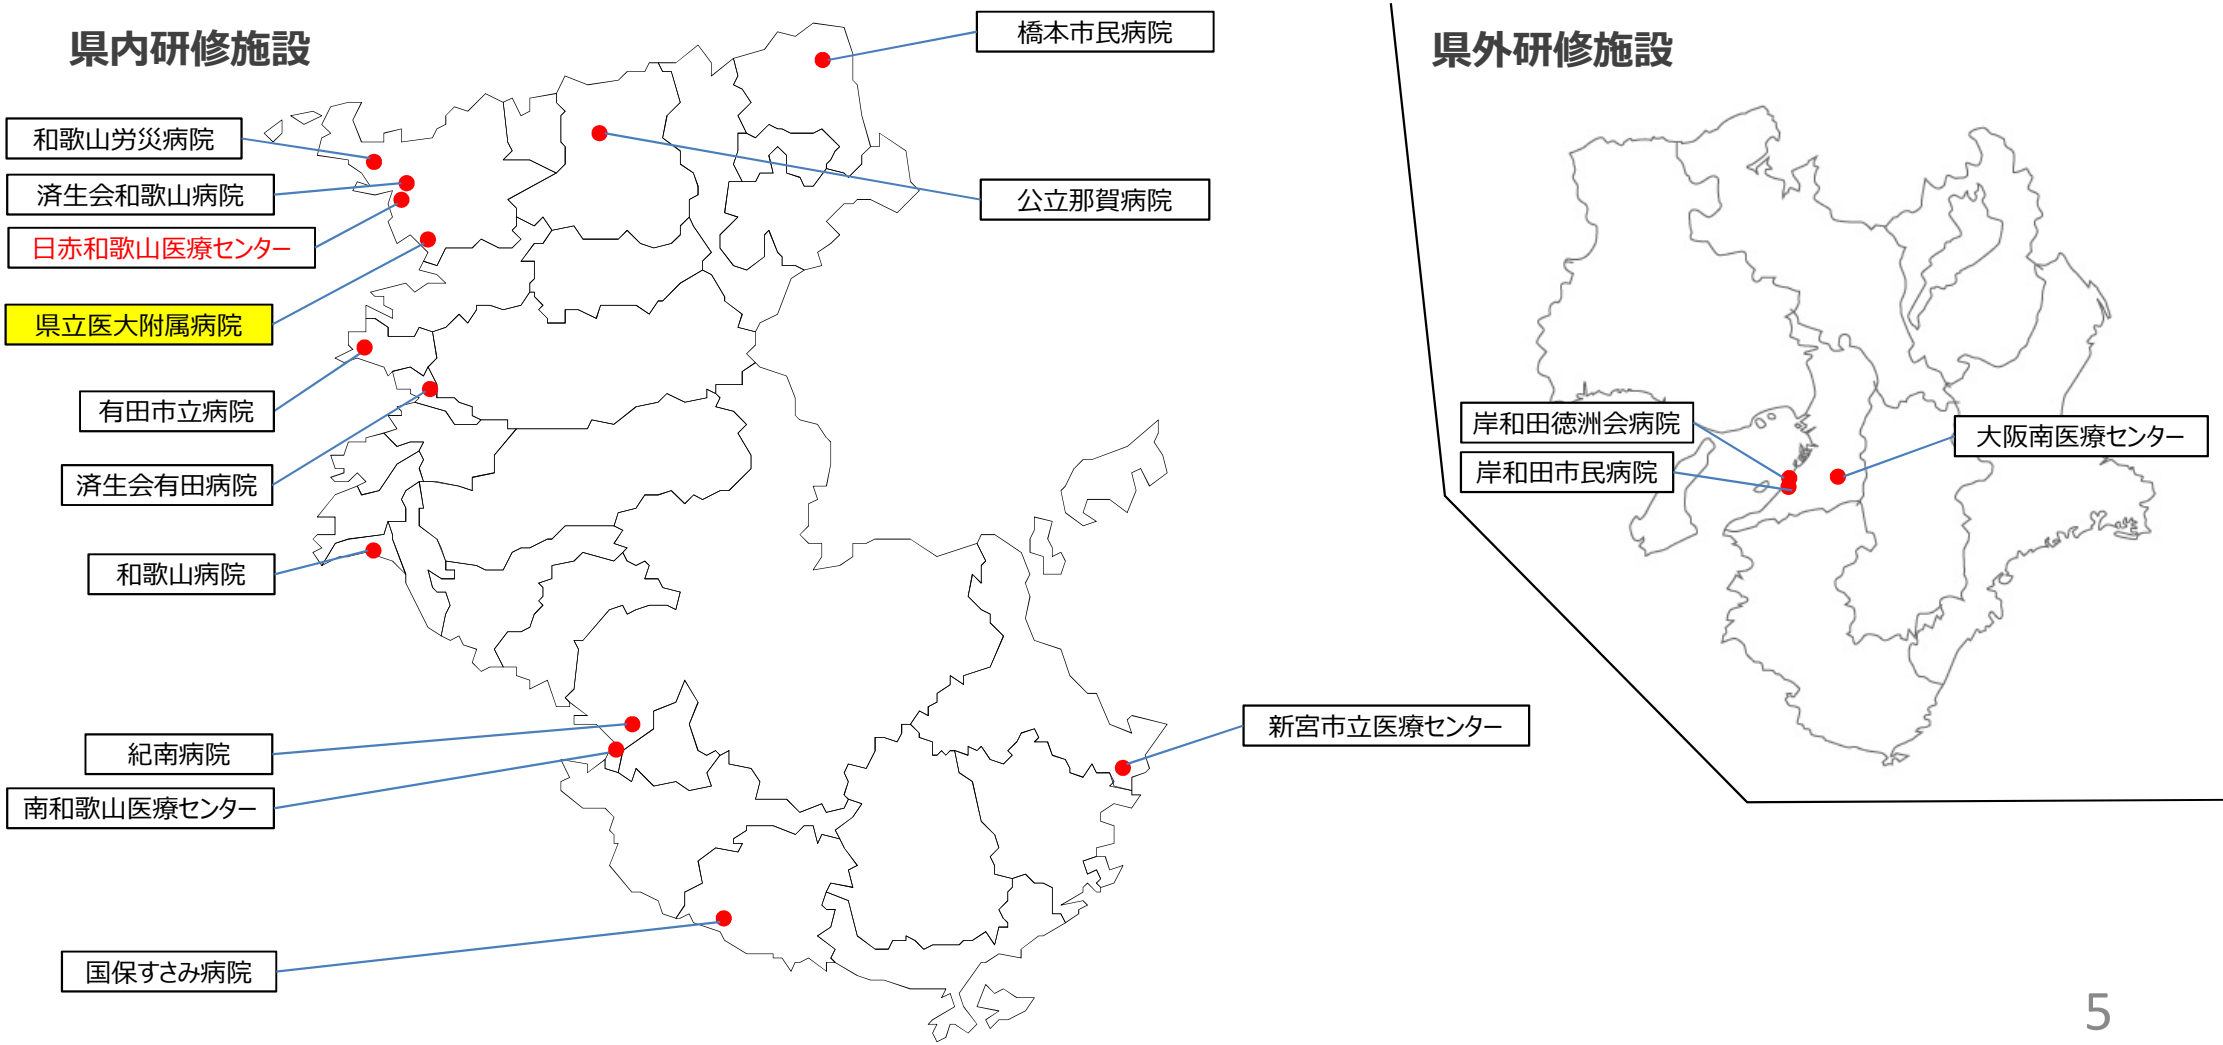 県内研修施設
橋本市民病院
和歌山労災病院
済生会和歌山病院
公立那賀病院
日赤和歌山医療センター
県立医大附属病院
有田市立病院
済生会有田病院
和歌山病院
紀南病院
新宮市立医療センター
南和歌山医療センター
国保すさみ病院
県外研修施設
岸和田徳洲会病院
大阪南医療センター
岸和田市民病院
5